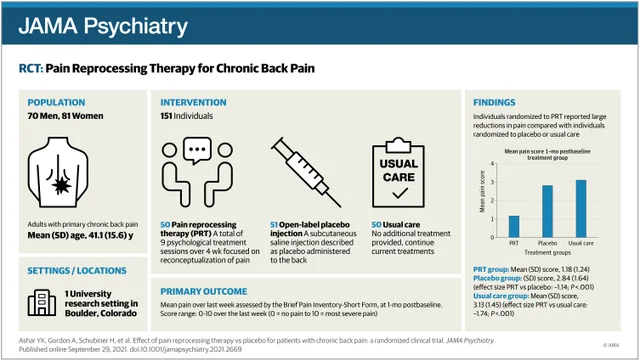 JAMA Psychiatry
RCT: Pain Reprocessing Therapy for Chronic Back Pain
POPULATION
70 Men, 81 Women
Adults with primary chronic back pain
Mean (SD) age, 41.1 (15.6) y
SETTINGS / LOCATIONS
1 University
research setting in
Boulder, Colorado
INTERVENTION
151 Individuals
50 Pain reprocessing
therapy (PRT) A total of
9 psychological treatment
sessions over 4 wk focused on
reconceptualization of pain
51 Open-label placebo
injection A subcutaneous
saline injection described
as placebo administered
to the back
USUAL
CARE
50 Usual care
No additional treatment
provided, continue
current treatments
PRIMARY OUTCOME
Mean pain over last week assessed by the Brief Pain Inventory-Short Form, at 1-mo postbaseline.
Score range: 0-10 over the last week (0 = no pain to 10 = most severe pain)
FINDINGS
Individuals randomized to PRT reported large
reductions in pain compared with individuals
randomized to placebo or usual care
Mean pain score 1-mo postbaseline
treatment group
Mean pain score
4
3
2
1
0
PRT
Placebo
Usual care
Treatment groups
PRT group: Mean (SD) score, 1.18 (1.24)
Placebo group: (SD) score, 2.84 (1.64)
(effect size PRT vs placebo: –1.14; P<.001)
Usual care group: Mean (SD) score,
3.13 (1.45) (effect size PRT vs usual care:
–1.74; P<.001)
Ashar YK, Gordon A, Schubiner H, et al. Effect of pain reprocessing therapy vs placebo for patients with chronic back pain: a randomized clinical trial. JAMA Psychiatry.
Published online September 29, 2021. doi:10.1001/jamapsychiatry.2021.2669
© AMA